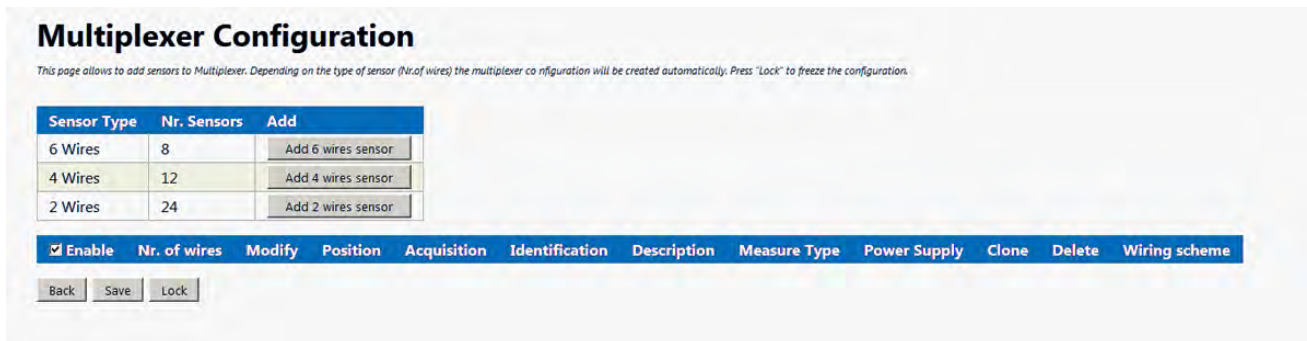 Multiplexer Configuration
This page allows to add sensors to Multiplexer. Depending on the type of sensor (Nr.of wires) the multiplexer co nfiguration will be created automatically. Press "Lock" to freeze the configuration.
Sensor Type Nr. Sensors Add
6 Wires 8 Add 6 wires sensor
4 Wires 12 Add 4 wires sensor
2 Wires 24 Add 2 wires sensor
Enable Nr. of wires Modify Position Acquisition Identification Description Measure Type Power Supply Clone Delete Wiring scheme
Back Save Lock